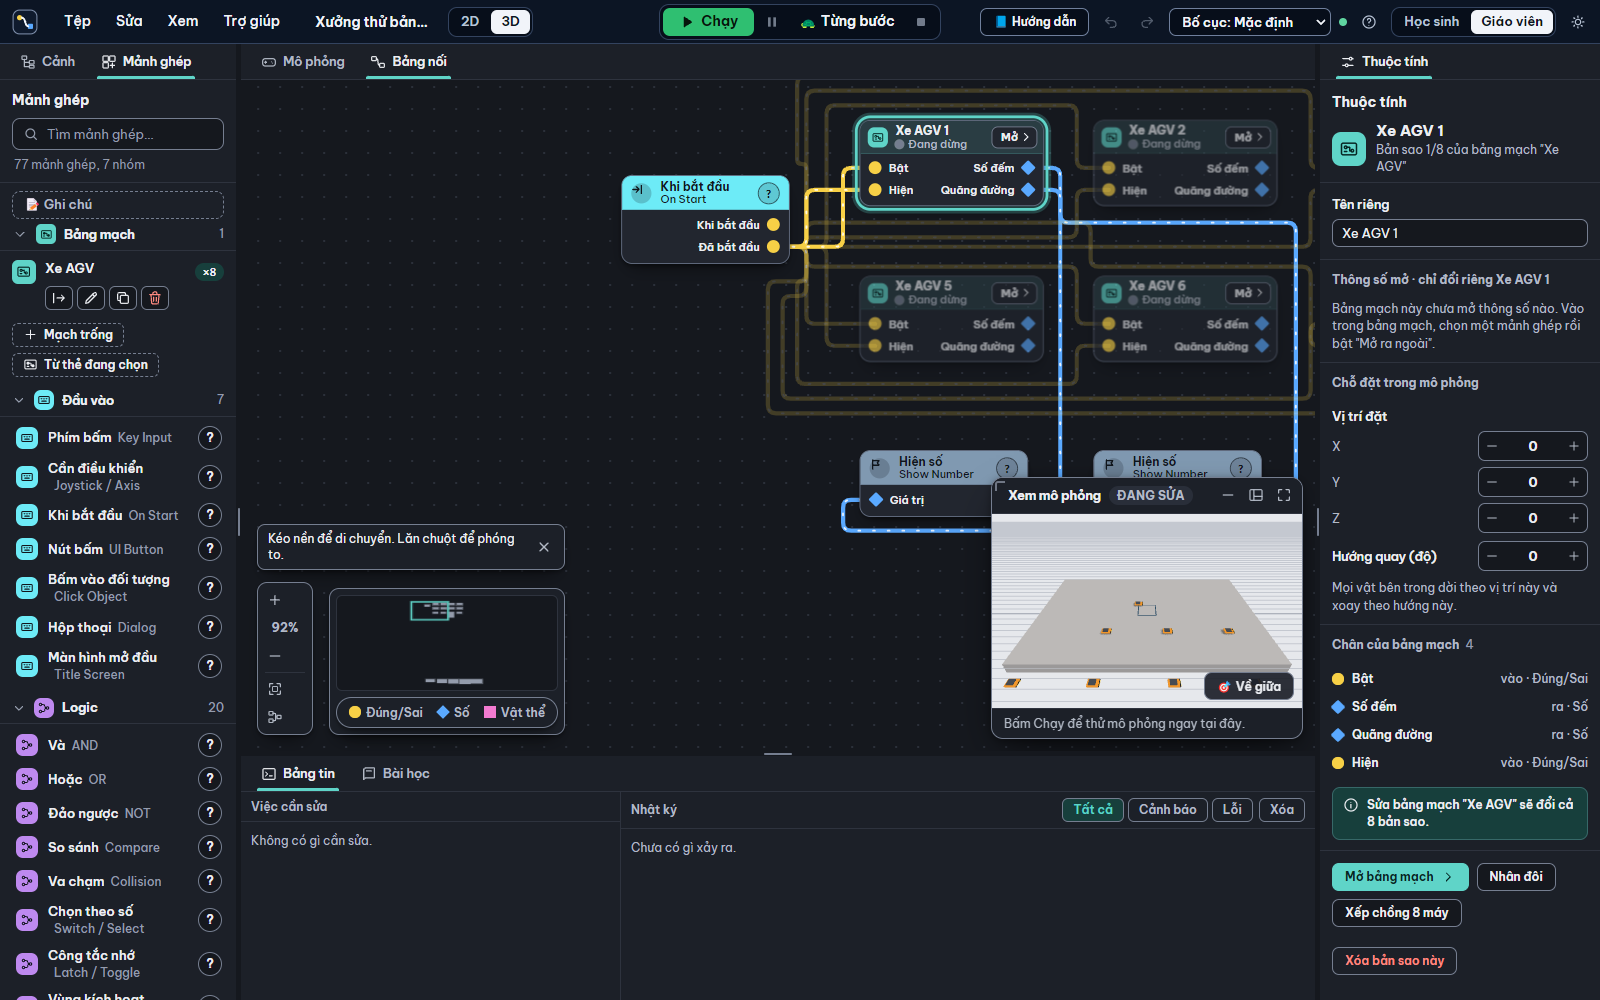 Tệp
Sửa
Xem
Trợ giúp
Xưởng thử bản...
2D
3D
Chạy
Từng bước
Hướng dẫn
Bố cục: Mặc định
Học sinh
Giáo viên
Cảnh
Mảnh ghép
Mảnh ghép
Tìm mảnh ghép...
77 mảnh ghép, 7 nhóm
Ghi chú
Bảng mạch
1
Xe AGV
×8
Mạch trống
Từ thẻ đang chọn
Đầu vào
7
Phím bấm Key Input
?
Cần điều khiển
Joystick / Axis
?
Khi bắt đầu On Start
?
Nút bấm UI Button
?
Bấm vào đối tượng
Click Object
?
Hộp thoại Dialog
?
Màn hình mở đầu
Title Screen
?
Logic
20
Và AND
?
Hoặc OR
?
Đảo ngược NOT
?
So sánh Compare
?
Va chạm Collision
?
Chọn theo số
Switch / Select
?
Công tắc nhớ
Latch / Toggle
?
Vùng kích hoạt
Mô phỏng
Bảng nối
Khi bắt đầu
On Start
?
Khi bắt đầu
Đã bắt đầu
Xe AGV 1
Đang dừng
Mở
Bật
Số đếm
Hiện
Quãng đường
Xe AGV 2
Đang dừng
Mở
Bật
Số đếm
Hiện
Quãng đường
Xe AGV 5
Đang dừng
Mở
Bật
Số đếm
Hiện
Quãng đường
Xe AGV 6
Đang dừng
Mở
Bật
Số đếm
Hiện
Quãng đường
Hiện số
Show Number
?
Giá trị
Hiện số
Show Number
?
Kéo nền để di chuyển. Lăn chuột để phóng
to.
92%
Đúng/Sai
Số
Vật thể
Xem mô phỏng
ĐANG SỬA
Về giữa
Bấm Chạy để thử mô phỏng ngay tại đây.
Bảng tin
Bài học
Việc cần sửa
Không có gì cần sửa.
Nhật ký
Tất cả
Cảnh báo
Lỗi
Xóa
Chưa có gì xảy ra.
Thuộc tính
Thuộc tính
Xe AGV 1
Bản sao 1/8 của bảng mạch "Xe
AGV"
Tên riêng
Xe AGV 1
Thông số mở · chỉ đổi riêng Xe AGV 1
Bảng mạch này chưa mở thông số nào. Vào
trong bảng mạch, chọn một mảnh ghép rồi
bật "Mở ra ngoài".
Chỗ đặt trong mô phỏng
Vị trí đặt
X
0
Y
0
Z
0
Hướng quay (độ)
0
Mọi vật bên trong dời theo vị trí này và
xoay theo hướng này.
Chân của bảng mạch 4
Bật
vào · Đúng/Sai
Số đếm
ra · Số
Quãng đường
ra · Số
Hiện
vào · Đúng/Sai
Sửa bảng mạch "Xe AGV" sẽ đổi cả
8 bản sao.
Mở bảng mạch
Nhân đôi
Xếp chồng 8 máy
Xóa bản sao này